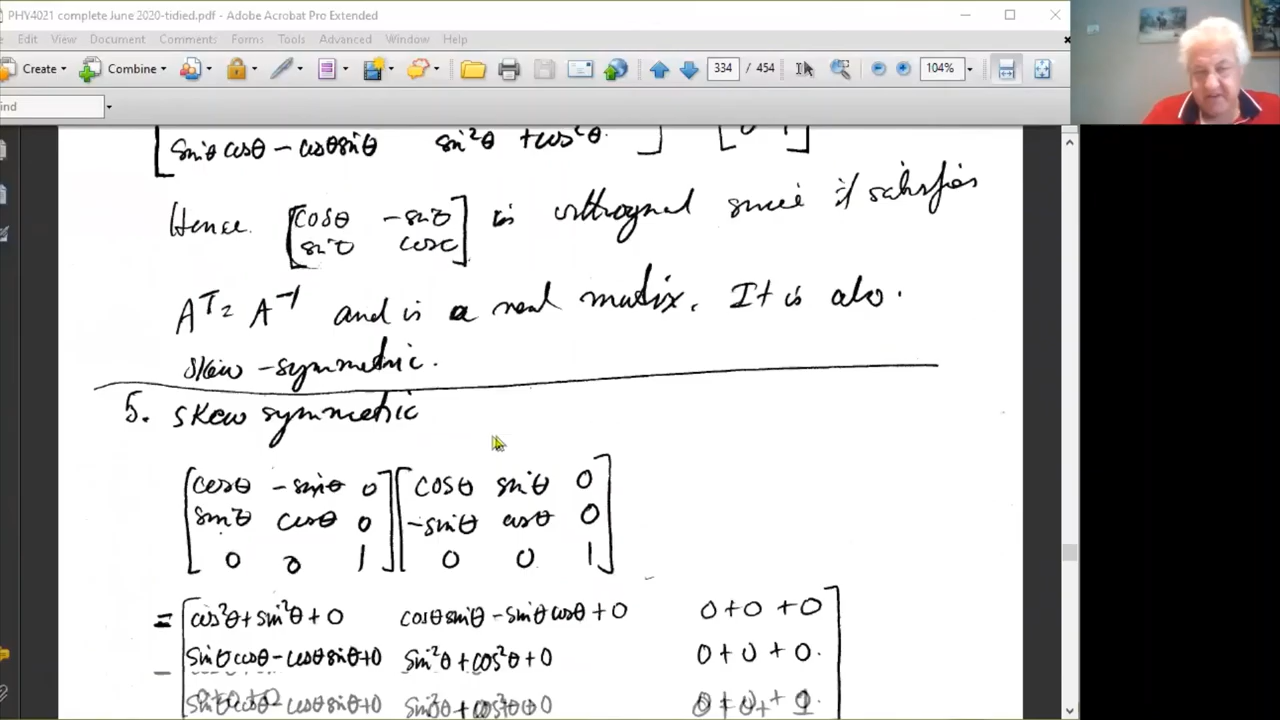 PHY4021 complete June 2020-tidied.pdf - Adobe Acrobat Pro Extended
Edit View Document Comments Forms Tools Advanced Window Help
Create Combine 334 / 454 104%
ind
sinθ cosθ - cosθ sinθ sin²θ + cos²θ 0 1
Hence [cosθ -sinθ] is orthogonal since it satisfies
sinθ cosθ
A^T = A^-1 and is a real matrix. It is also.
skew-symmetric.
5. skew symmetric
cosθ -sinθ 0 cosθ sinθ 0
sinθ cosθ 0 -sinθ cosθ 0
0 0 1 0 0 1
= cos²θ + sin²θ + 0 cosθ sinθ - sinθ cosθ + 0 0 + 0 + 0
sinθ cosθ - cosθ sinθ + 0 sin²θ + cos²θ + 0 0 + 0 + 0.